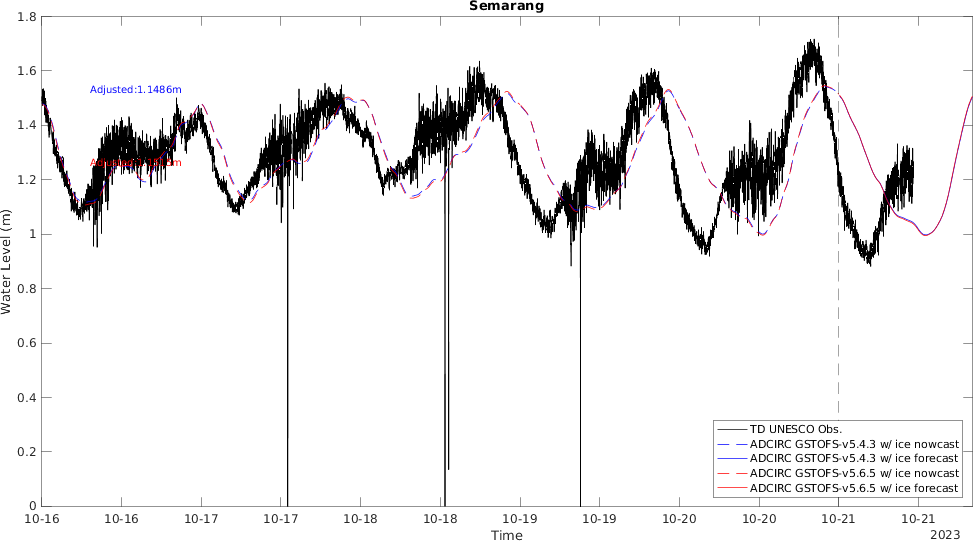 Semarang
1.8
1.6
1.4
1.2
1
0.8
0.6
0.4
0.2
0
Water Level (m)
Adjusted:1.1486m
10-16
10-16
10-17
10-17
10-18
10-18
10-19
10-19
10-20
10-20
10-21
10-21
2023
Time
TD UNESCO Obs.
ADCIRC GSTOFS-v5.4.3 w/ ice nowcast
ADCIRC GSTOFS-v5.4.3 w/ ice forecast
ADCIRC GSTOFS-v5.6.5 w/ ice nowcast
ADCIRC GSTOFS-v5.6.5 w/ ice forecast